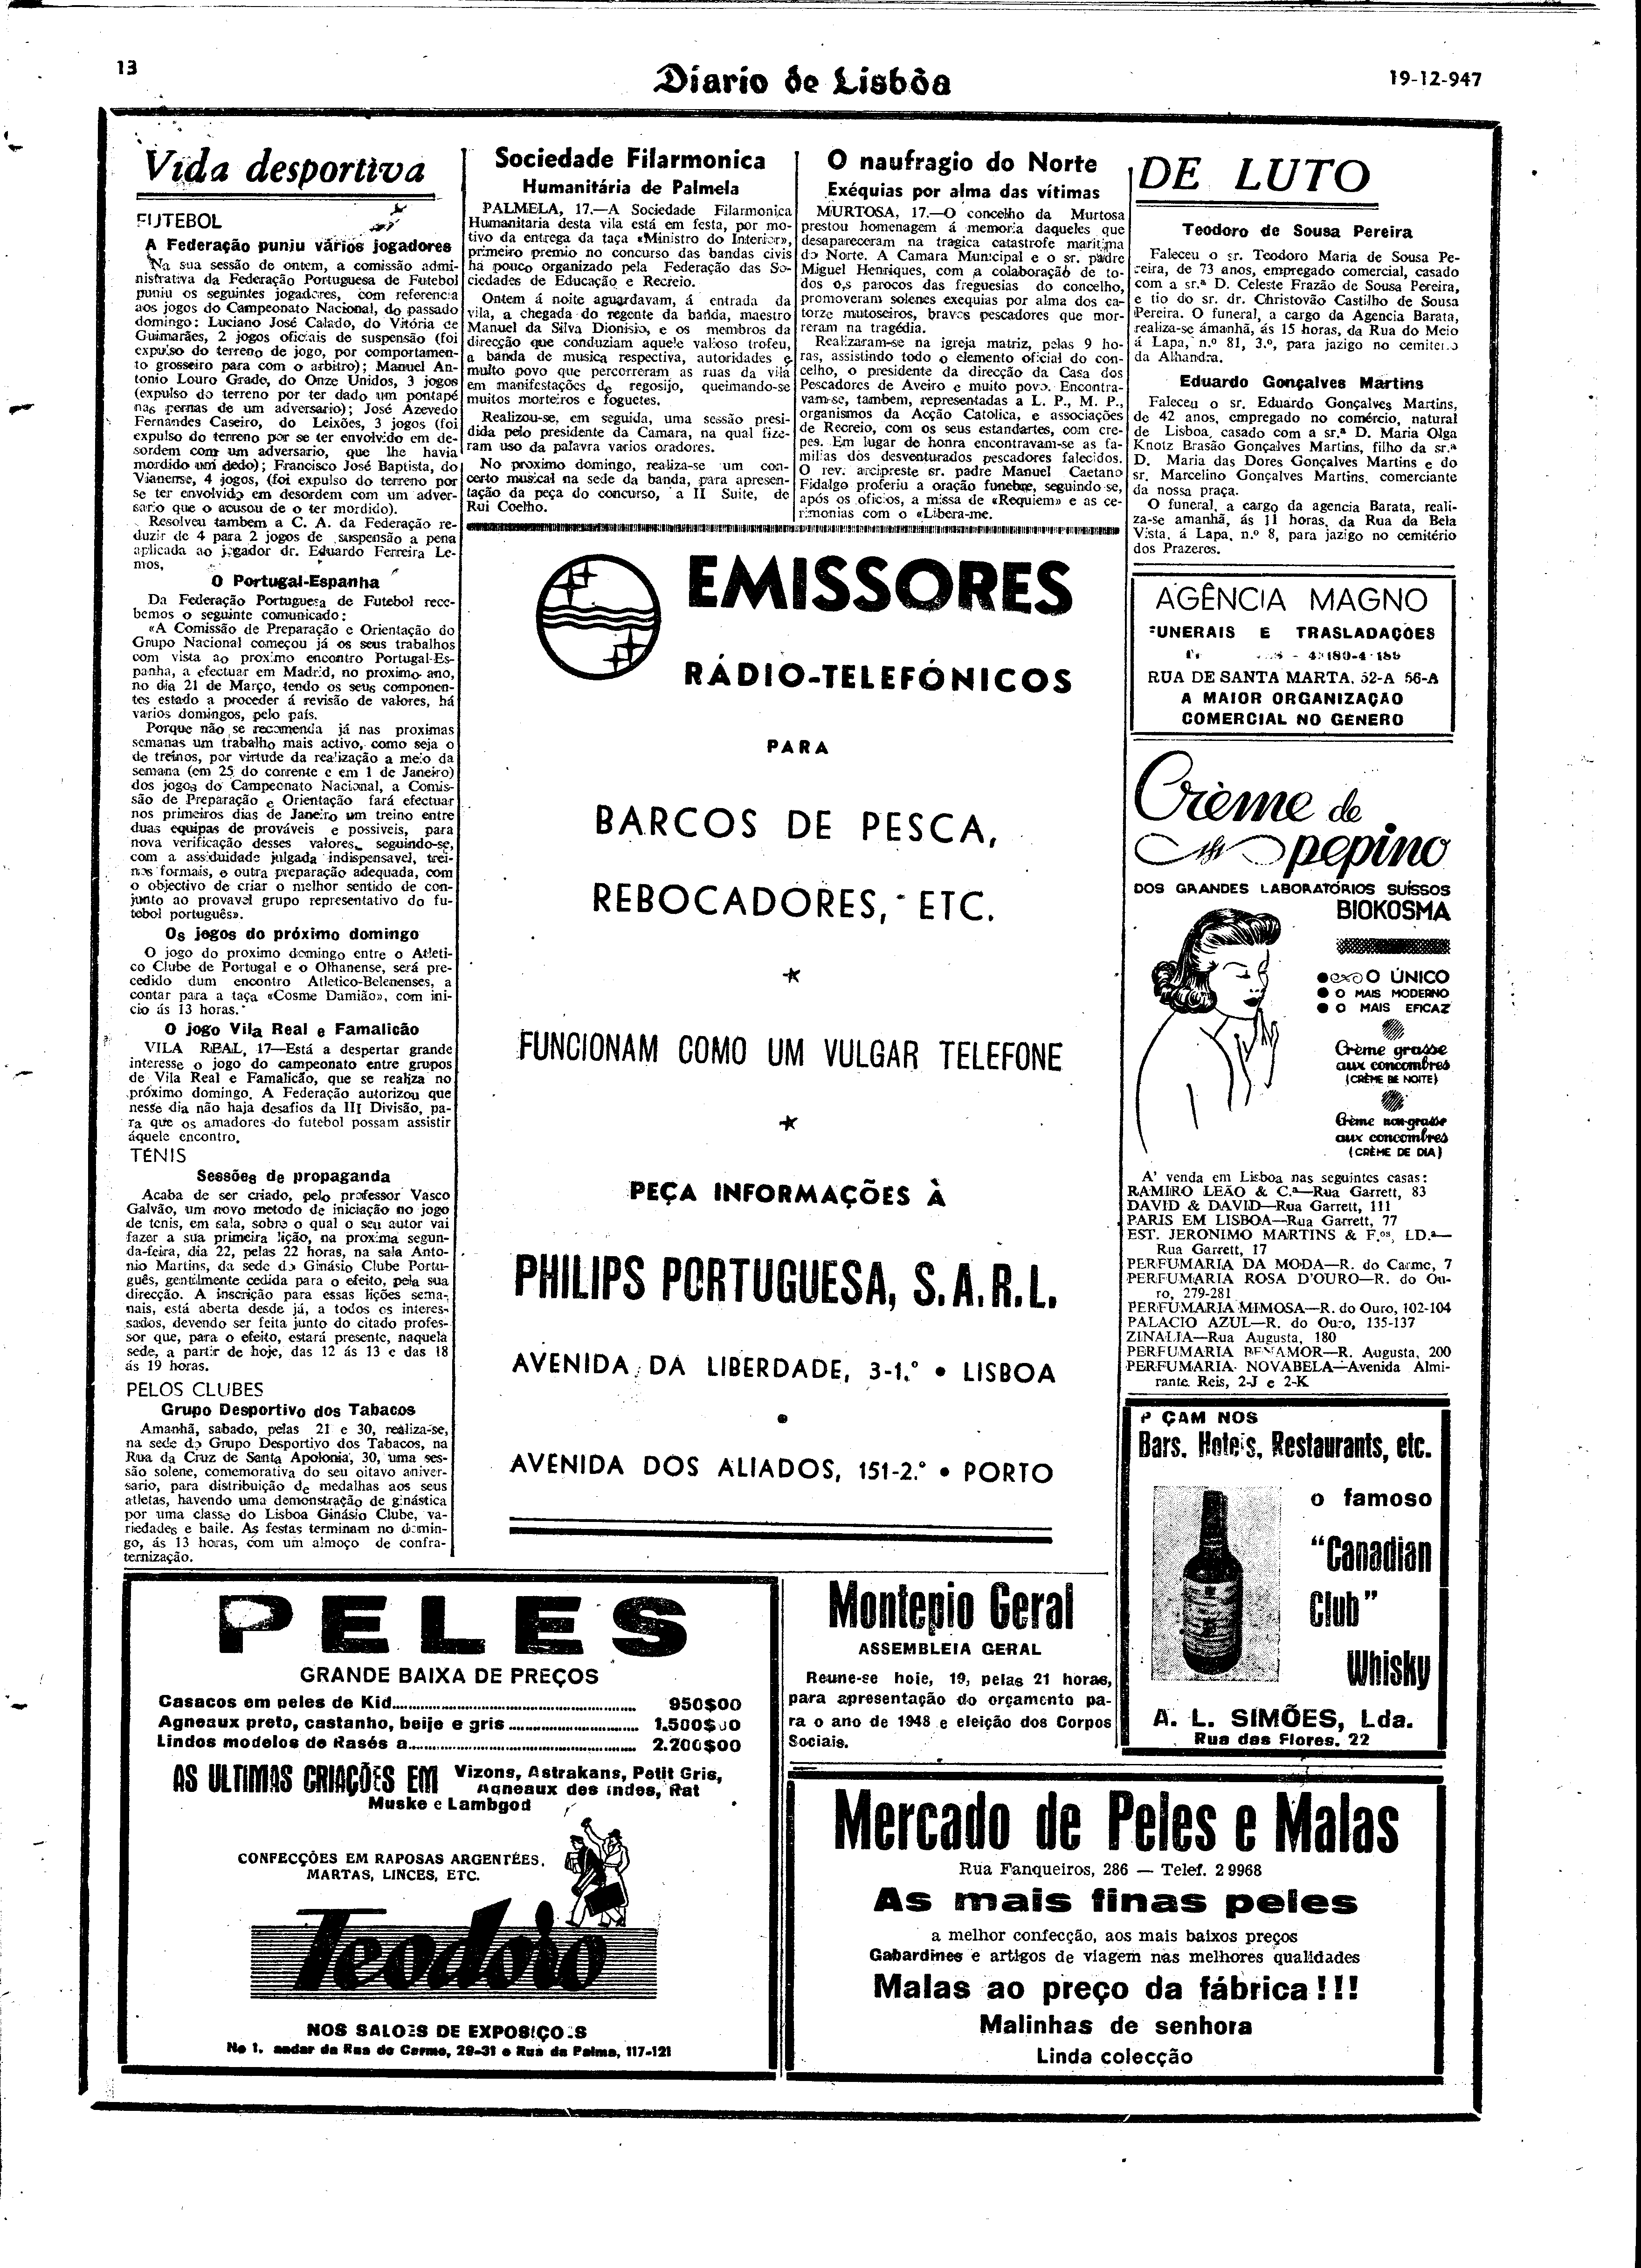 13
Diario de Lisbôa
19-12-947
Vida desportiva
FUTEBOL
A Federação puniu vários jogadores
Na sua sessão de ontem, a comissão admi-
nistrativa da Federação Portuguesa de Futebol
puniu os seguintes jogadores, com referencia
aos jogos do Campeonato Nacional, do passado
domingo: Luciano José Calado, do Vitória de
Guimarães, 2 jogos oficiais de suspensão (foi
expulso do terreno de jogo, por comportamen-
to grosseiro para com o arbitro); Manuel An-
tonio Louro Grade, do Onze Unidos, 3 jogos
(expulso do terreno por ter dado um pontapé
nas pernas de um adversario); José Azevedo
Fernandes Caseiro, do Leixões, 3 jogos (foi
expulso do terreno por se ter envolvido em de-
sordem com um adversario, que lhe havia
mordido um dedo); Francisco José Baptista, do
Vianense, 4 jogos, (foi expulso do terreno por
se ter envolvido em desordem com um adver-
sario que o acusou de o ter mordido).
Resolveu tambem a C. A. da Federação re-
duzir de 4 para 2 jogos de suspensão a pena
aplicada ao jogador dr. Eduardo Ferreira Le-
mos,
O Portugal-Espanha
Da Federação Portuguesa de Futebol rece-
bemos o seguinte comunicado:
«A Comissão de Preparação e Orientação do
Grupo Nacional começou já os seus trabalhos
com vista ao proximo encontro Portugal-Es-
panha, a efectuar em Madrid, no proximo ano,
no dia 21 de Março, tendo os seus componen-
tes estado a proceder á revisão de valores, há
varios domingos, pelo país.
Porque não se recomenda já nas proximas
semanas um trabalho mais activo, como seja o
de treinos, por virtude da realização a meio da
semana (em 25 do corrente e em 1 de Janeiro)
dos jogos do Campeonato Nacional, a Comis-
são de Preparação e Orientação fará efectuar
nos primeiros dias de Janeiro um treino entre
duas equipas de prováveis e possiveis, para
nova verificação desses valores, seguindo-se,
com a assiduidade julgada indispensavel, trei-
nos formais, e outra preparação adequada, com
o objectivo de criar o melhor sentido de con-
junto ao provavel grupo representativo do fu-
tebol português».
Os jogos do próximo domingo
O jogo do proximo domingo entre o Atleti-
co Clube de Portugal e o Olhanense, será pre-
cedido dum encontro Atletico-Belenenses, a
contar para a taça «Cosme Damião», com ini-
cio ás 13 horas.
O jogo Vila Real e Famalicão
VILA REAL, 17—Está a despertar grande
interesse o jogo do campeonato entre grupos
de Vila Real e Famalicão, que se realiza no
próximo domingo. A Federação autorizou que
nesse dia não haja desafios da III Divisão, pa-
ra que os amadores do futebol possam assistir
áquele encontro,
TENIS
Sessões de propaganda
Acaba de ser criado, pelo professor Vasco
Galvão, um novo metodo de iniciação no jogo
de tenis, em sala, sobre o qual o seu autor vai
fazer a sua primeira lição, na proxima segun-
da-feira, dia 22, pelas 22 horas, na sala Anto-
nio Martins, da sede do Ginásio Clube Portu-
guês, gentilmente cedida para o efeito, pela sua
direcção. A inscrição para essas lições sema-
nais, está aberta desde já, a todos os interes-
sados, devendo ser feita junto do citado profes-
sor que, para o efeito, estará presente, naquela
sede, a partir de hoje, das 12 ás 13 e das 18
ás 19 horas.
PELOS CLUBES
Grupo Desportivo dos Tabacos
Amanhã, sabado, pelas 21 e 30, realiza-se,
na sede do Grupo Desportivo dos Tabacos, na
Rua da Cruz de Santa Apolonia, 30, uma ses-
são solene, comemorativa do seu oitavo aniver-
sario, para distribuição de medalhas aos seus
atletas, havendo uma demonstração de ginástica
por uma classe do Lisboa Ginásio Clube, va-
riedades e baile. As festas terminam no domin-
go, ás 13 horas, com um almoço de confra-
ternização.
Sociedade Filarmonica
Humanitária de Palmela
PALMELA, 17.—A Sociedade Filarmonica
Humanitaria desta vila está em festa, por mo-
tivo da entrega da taça «Ministro do Interior»,
primeiro premio no concurso das bandas civis
há pouco organizado pela Federação das So-
ciedades de Educação e Recreio.
Ontem á noite aguardavam, á entrada da
vila, a chegada do regente da banda, maestro
Manuel da Silva Dionisio, e os membros da
direcção que conduziam aquele valioso trofeu,
a banda de musica respectiva, autoridades e
muito povo que percorreram as ruas da vila
em manifestações de regosijo, queimando-se
muitos morteiros e foguetes.
Realizou-se, em seguida, uma sessão presi-
dida pelo presidente da Camara, na qual fize-
ram uso da palavra varios oradores.
No proximo domingo, realiza-se um con-
certo musical na sede da banda, para apresen-
tação da peça do concurso, a II Suite, de
Rui Coelho.
O naufragio do Norte
Exéquias por alma das vítimas
MURTOSA, 17.—O concelho da Murtosa
prestou homenagem á memoria daqueles que
desapareceram na tragica catastrofe maritima
do Norte. A Camara Municipal e o sr. padre
Miguel Henriques, com a colaboração de to-
dos os parocos das freguesias do concelho,
promoveram solenes exequias por alma dos ca-
torze mutoseiros, bravos pescadores que mor-
reram na tragédia.
Realizaram-se na igreja matriz, pelas 9 ho-
ras, assistindo todo o elemento oficial do con-
celho, o presidente da direcção da Casa dos
Pescadores de Aveiro e muito povo. Encontra-
vam-se, tambem, representadas a L. P., M. P.,
organismos da Acção Catolica, e associações
de Recreio, com os seus estandartes, com cre-
pes. Em lugar de honra encontravam-se as fa-
milias dos desventurados pescadores falecidos.
O rev. arcipreste sr. padre Manuel Caetano
Fidalgo proferiu a oração funebre, seguindo-se,
após os oficios, a missa de «Requiem» e as ce-
rimonias com o «Libera-me.
EMISSORES
RÁDIO-TELEFÓNICOS
PARA
BARCOS DE PESCA,
REBOCADORES, ETC.
FUNCIONAM COMO UM VULGAR TELEFONE
PEÇA INFORMAÇÕES À
PHILIPS PORTUGUESA, S.A.R.L.
AVENIDA DA LIBERDADE, 3-1.º • LISBOA
AVENIDA DOS ALIADOS, 151-2.º • PORTO
DE LUTO
Teodoro de Sousa Pereira
Faleceu o sr. Teodoro Maria de Sousa Pe-
reira, de 73 anos, empregado comercial, casado
com a sr.ª D. Celeste Frazão de Sousa Pereira,
e tio do sr. dr. Christovão Castilho de Sousa
Pereira. O funeral, a cargo da Agencia Barata,
realiza-se ámanhã, ás 15 horas, da Rua do Meio
á Lapa, n.º 81, 3.º, para jazigo no cemiterio
da Alhandra.
Eduardo Gonçalves Martins
Faleceu o sr. Eduardo Gonçalves Martins,
de 42 anos, empregado no comércio, natural
de Lisboa, casado com a sr.ª D. Maria Olga
Knotz Brasão Gonçalves Martins, filho da sr.ª
D. Maria das Dores Gonçalves Martins e do
sr. Marcelino Gonçalves Martins, comerciante
da nossa praça.
O funeral, a cargo da agencia Barata, reali-
za-se amanhã, ás 11 horas, da Rua da Bela
Vista, á Lapa, n.º 8, para jazigo no cemitério
dos Prazeres.
AGÊNCIA MAGNO
FUNERAIS E TRASLADAÇÕES
RUA DE SANTA MARTA, 52-A 56-A
A MAIOR ORGANIZAÇÃO
COMERCIAL NO GENERO
Crème de
pepino
DOS GRANDES LABORATÓRIOS SUÍSSOS
BIOKOSMA
O ÚNICO
O MAIS MODERNO
O MAIS EFICAZ
Crème grasse
aux concombres
(CRÈME DE NOITE)
Crème non-grasse
aux concombres
(CRÈME DE DIA)
A' venda em Lisboa nas seguintes casas:
RAMIRO LEÃO & C.ª—Rua Garrett, 83
DAVID & DAVID—Rua Garrett, 111
PARIS EM LISBOA—Rua Garrett, 77
EST. JERONIMO MARTINS & F.os, LD.ª—
Rua Garrett, 17
PERFUMARIA DA MODA—R. do Carmo, 7
PERFUMARIA ROSA D'OURO—R. do Ou-
ro, 279-281
PERFUMARIA MIMOSA—R. do Ouro, 102-104
PALACIO AZUL—R. do Ouro, 135-137
ZINALIA—Rua Augusta, 180
PERFUMARIA BENAMOR—R. Augusta, 200
PERFUMARIA NOVABELA—Avenida Almi-
rante Reis, 2-J e 2-K
P ÇAM NOS
Bars, Hoteis, Restaurants, etc.
o famoso
"Canadian
Club"
Whisky
A. L. SIMÕES, Lda.
Rua das Flores, 22
PELES
GRANDE BAIXA DE PREÇOS
Casacos em peles de Kid.......... 950$00
Agneaux preto, castanho, beije e gris .......... 1.500$00
Lindos modelos de Rasés a.......... 2.200$00
AS ULTIMAS CRIAÇÕES EM Vizons, Astrakans, Petit Gris,
Agneaux des indes, Rat
Muske e Lambgod
CONFECÇÕES EM RAPOSAS ARGENTÉES,
MARTAS, LINCES, ETC.
Teodoro
NOS SALOES DE EXPOSIÇO S
No 1. andar da Rua do Carmo, 29-31 e Rua da Palma, 117-121
Montepio Geral
ASSEMBLEIA GERAL
Reune-se hoje, 19, pelas 21 horas,
para apresentação do orçamento pa-
ra o ano de 1948 e eleição dos Corpos
Sociais.
Mercado de Peles e Malas
Rua Fanqueiros, 286 — Telef. 2 9968
As mais finas peles
a melhor confecção, aos mais baixos preços
Gabardines e artigos de viagem nas melhores qualidades
Malas ao preço da fábrica!!!
Malinhas de senhora
Linda colecção